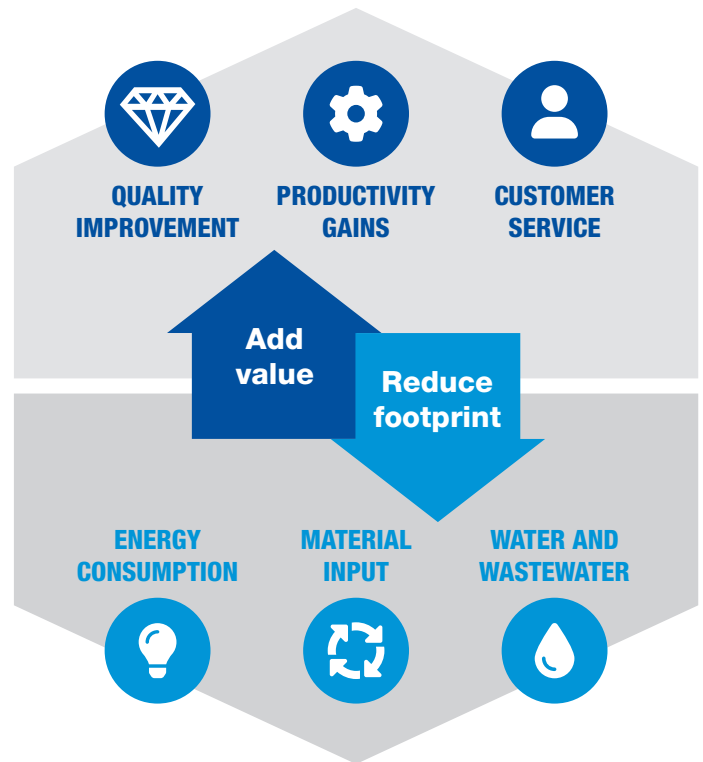 QUALITY
IMPROVEMENT
PRODUCTIVITY
GAINS
CUSTOMER
SERVICE
Add
value
Reduce
footprint
ENERGY
CONSUMPTION
MATERIAL
INPUT
WATER AND
WASTEWATER